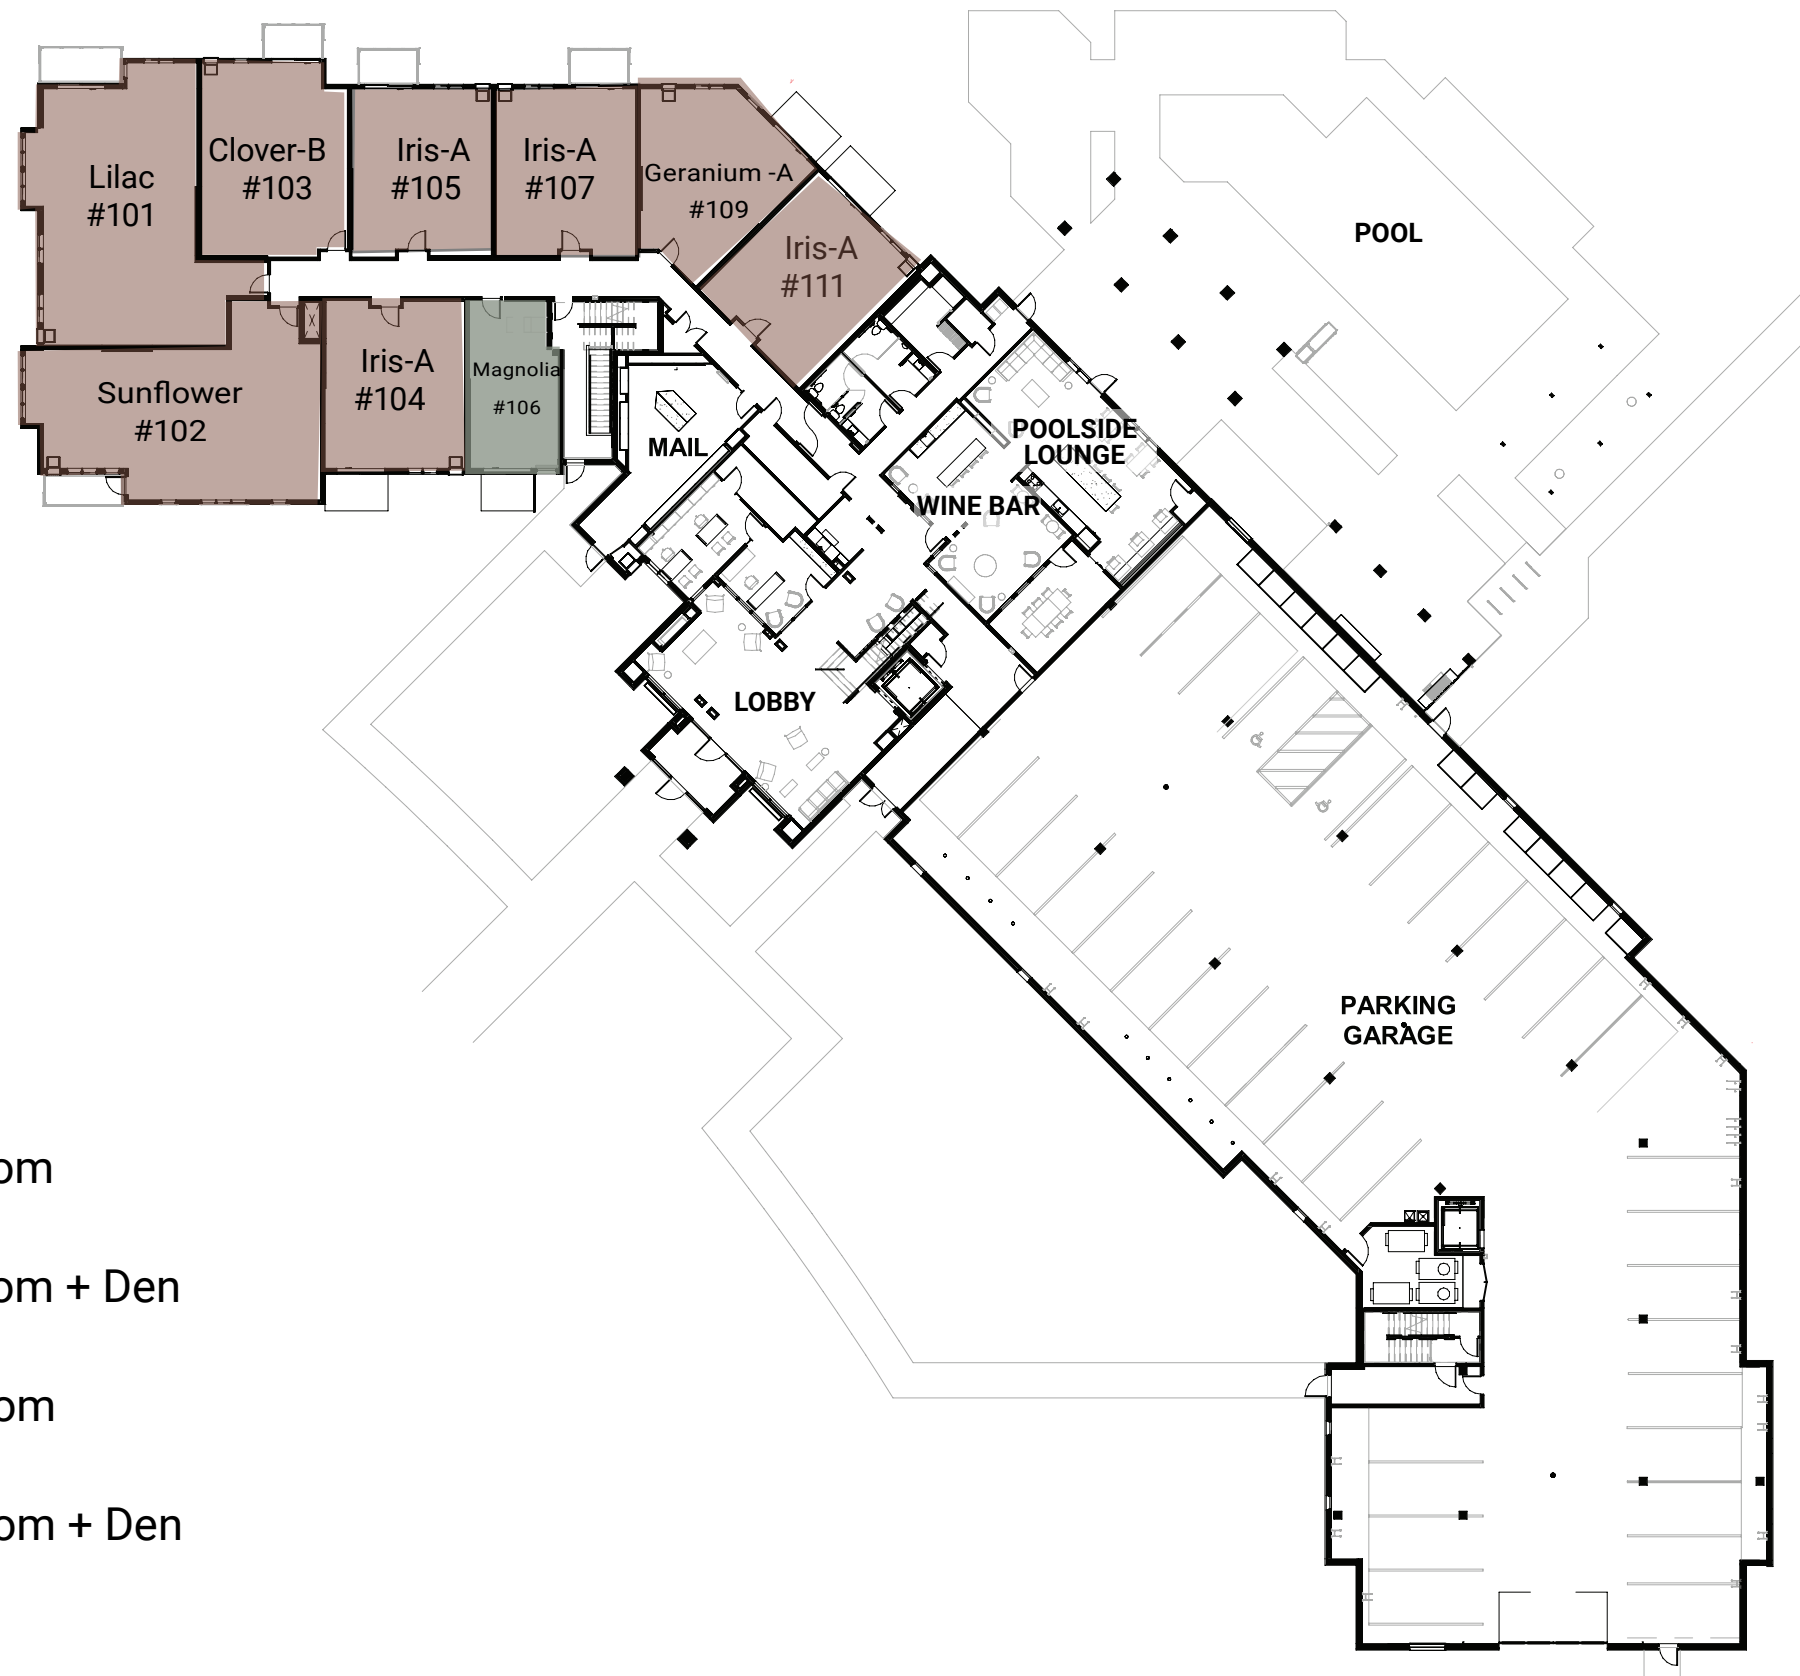 Lilac
#101
Clover-B
#103
Iris-A
#105
Iris-A
#107
Geranium -A
#109
Iris-A
#111
Sunflower
#102
Iris-A
#104
Magnolia
#106
MAIL
POOL
POOLSIDE
LOUNGE
WINE BAR
LOBBY
PARKING
GARAGE
om
om + Den
om
om + Den